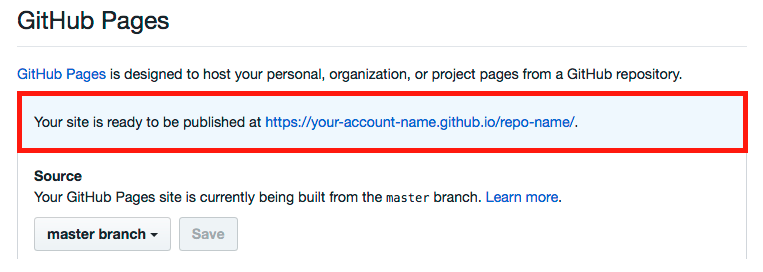 GitHub Pages
GitHub Pages is designed to host your personal, organization, or project pages from a GitHub repository.
Your site is ready to be published at https://your-account-name.github.io/repo-name/.
Source
Your GitHub Pages site is currently being built from the master branch. Learn more.
master branch Save